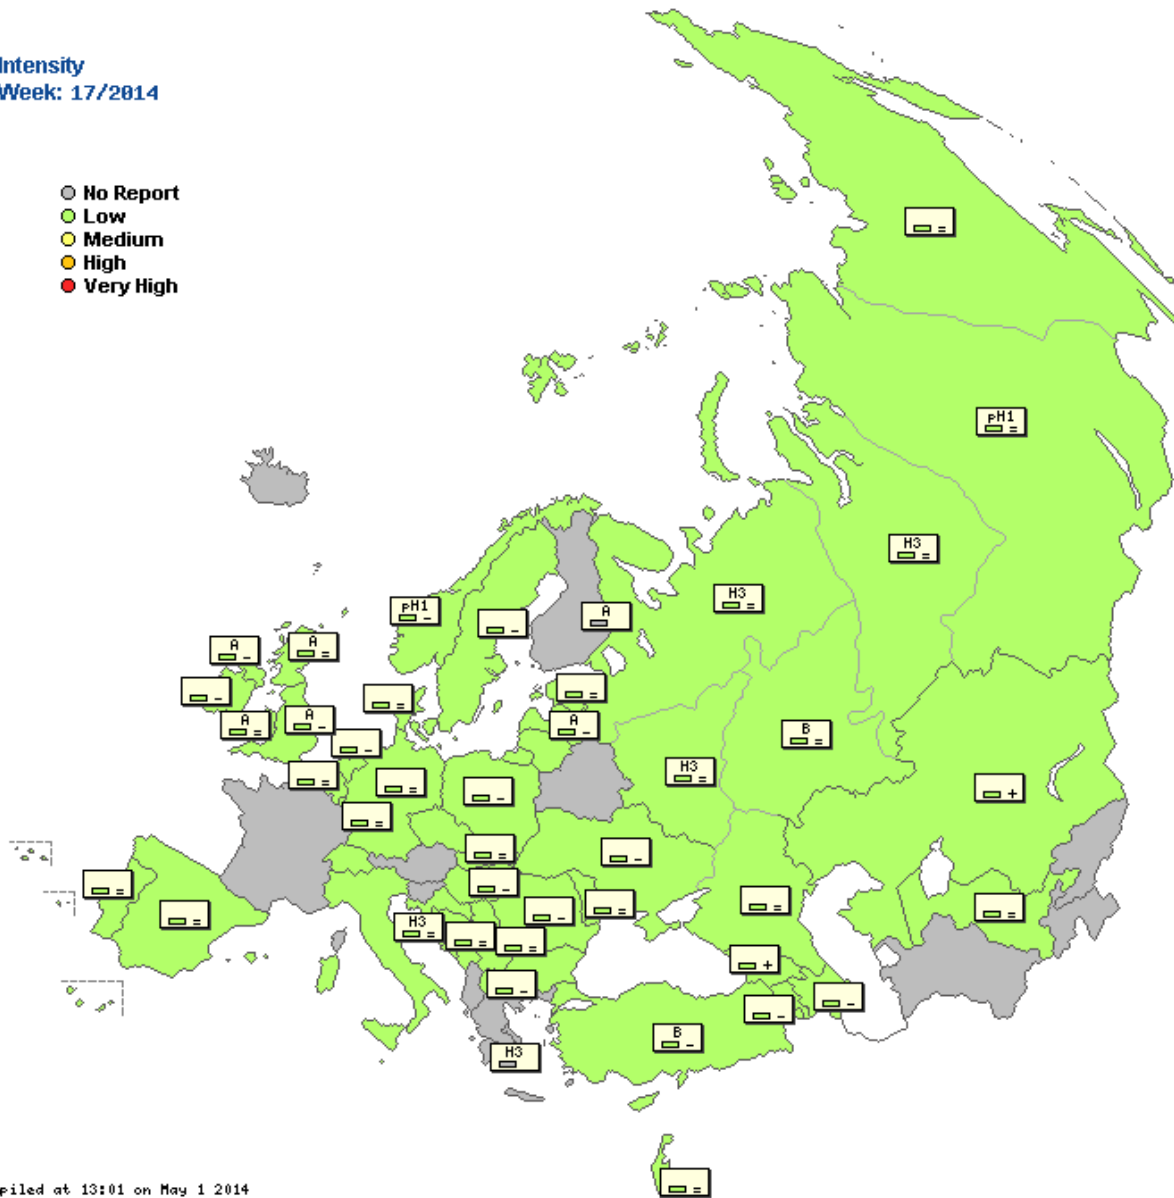 Intensity
Week: 17/2014
No Report
Low
Medium
High
Very High
=
pH1
=
H3
=
H3
=
pH1
-
-
A
A
-
A
=
-
=
=
A
=
A
-
A
-
-
B
=
H3
=
=
=
-
+
=
-
=
-
=
=
-
-
=
=
=
H3
=
=
=
+
-
=
-
B
-
H3
=
piled at 13:01 on May 1 2014